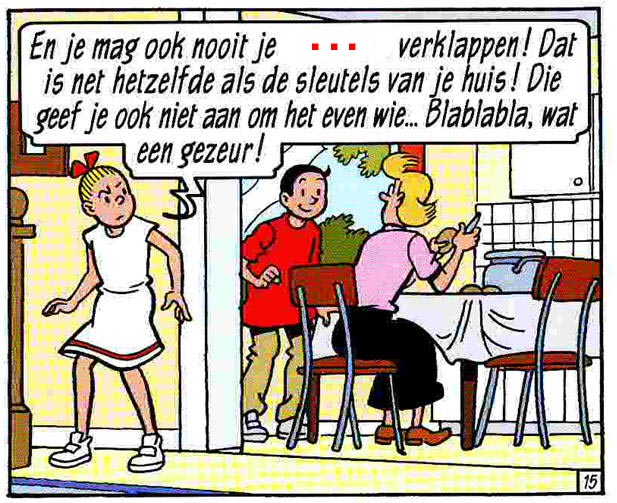 En je mag ook nooit je ... verklappen! Dat
is net hetzelfde als de sleutels van je huis! Die
geef je ook niet aan om het even wie... Blablabla, wat
een gezeur!
15